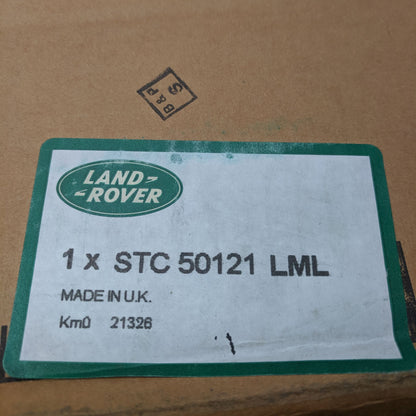 B & P
S
LAND-
-ROVER
1 x STC 50121 LML
MADE IN U.K.
Km0 21326